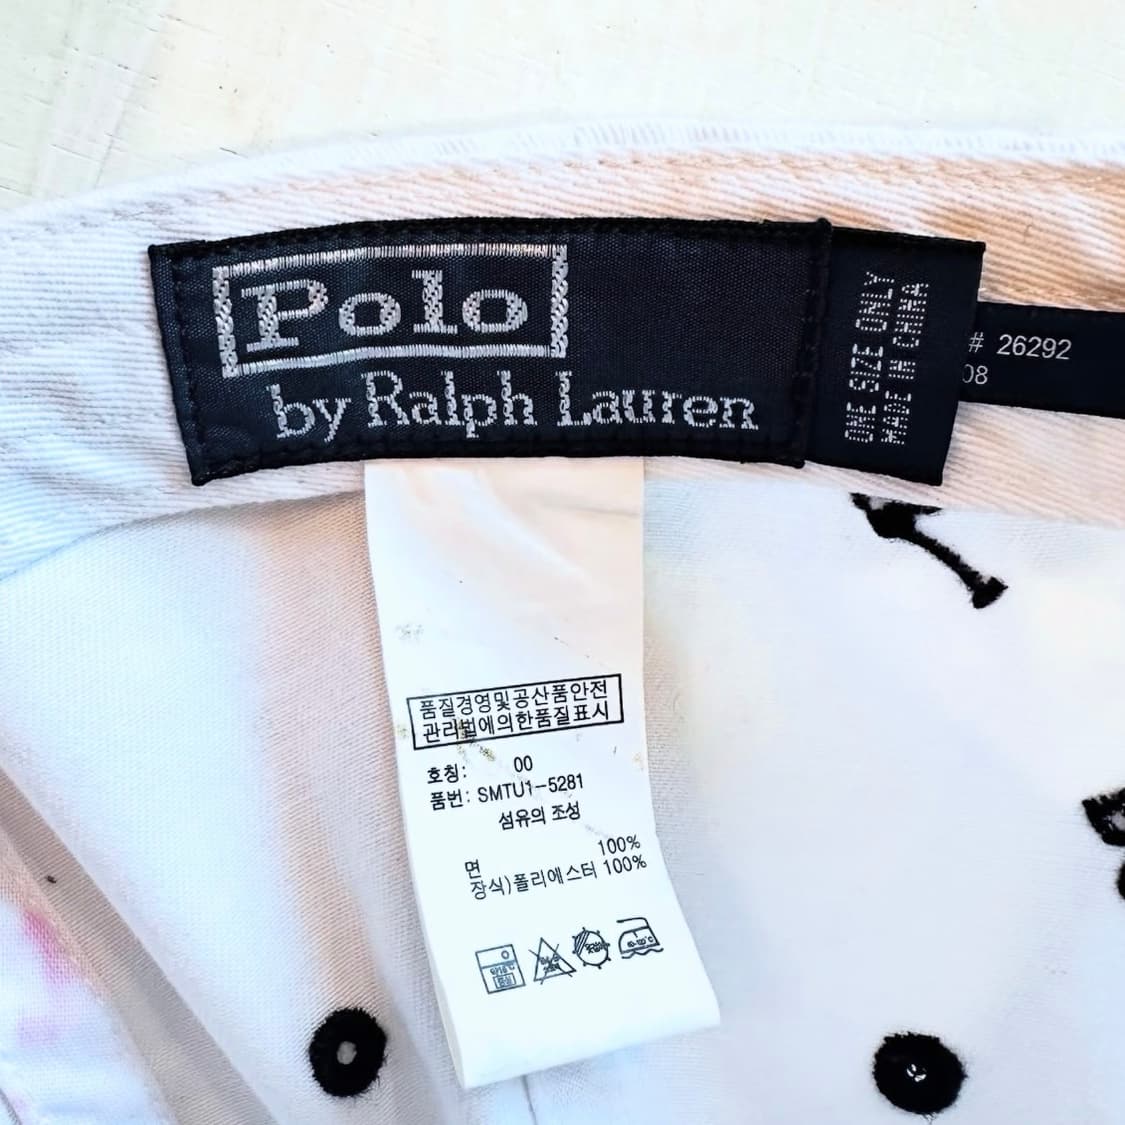 Polo
by Ralph Lauren
ONE SIZE ONLY
MADE IN CHINA
# 26292
08
품질경영및공산품안전
관리법에의한품질표시
호칭: 00
품번: SMTU1-5281
섬유의 조성
면 100%
장식)폴리에스터 100%